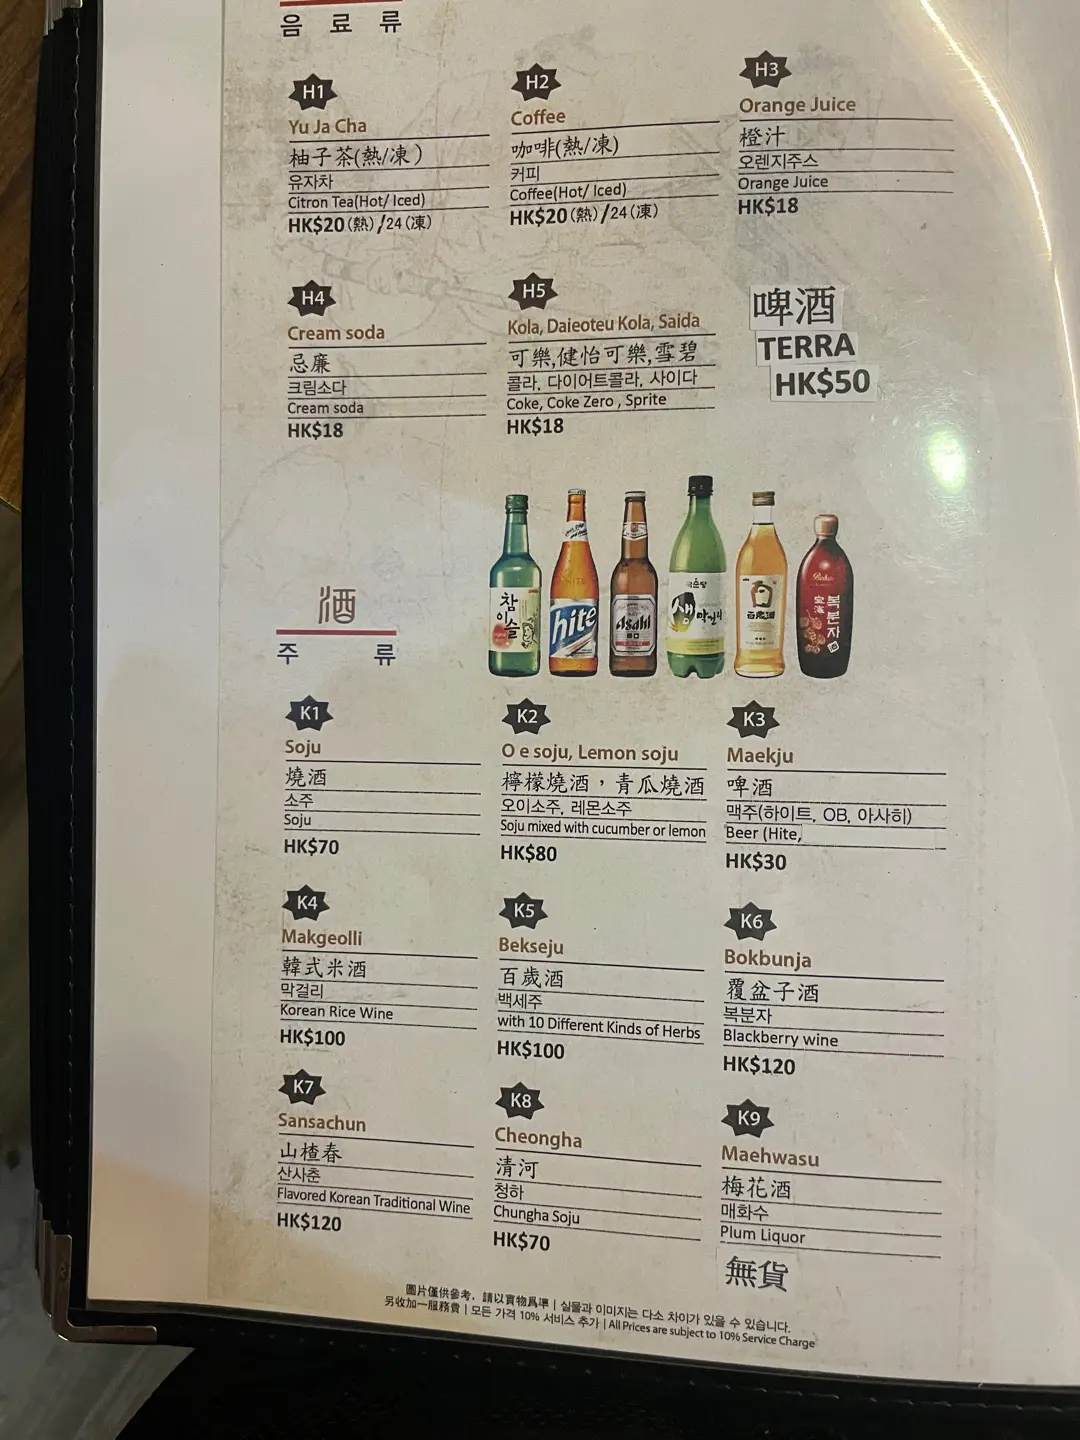 음 료 류
H1
Yu Ja Cha
柚子茶(熱/凍)
유자차
Citron Tea(Hot/ Iced)
HK$20(熱)/24(凍)
H2
Coffee
咖啡(熱/凍)
커피
Coffee(Hot/ Iced)
HK$20(熱)/24(凍)
H3
Orange Juice
橙汁
오렌지주스
Orange Juice
HK$18
H4
Cream soda
忌廉
크림소다
Cream soda
HK$18
H5
Kola, Daieoteu Kola, Saida
可樂,健怡可樂,雪碧
콜라, 다이어트콜라, 사이다
Coke, Coke Zero , Sprite
HK$18
啤酒
TERRA
HK$50
참
이슬
hite
Asahi
생막걸리
복분자
酒
주 류
K1
Soju
燒酒
소주
Soju
HK$70
K2
O e soju, Lemon soju
檸檬燒酒，青瓜燒酒
오이소주, 레몬소주
Soju mixed with cucumber or lemon
HK$80
K3
Maekju
啤酒
맥주(하이트, OB, 아사히)
Beer (Hite,
HK$30
K4
Makgeolli
韓式米酒
막걸리
Korean Rice Wine
HK$100
K5
Bekseju
百歲酒
백세주
with 10 Different Kinds of Herbs
HK$100
K6
Bokbunja
覆盆子酒
복분자
Blackberry wine
HK$120
K7
Sansachun
山楂春
산사춘
Flavored Korean Traditional Wine
HK$120
K8
Cheongha
清河
청하
Chungha Soju
HK$70
K9
Maehwasu
梅花酒
매화수
Plum Liquor
無貨
圖片僅供參考，請以實物爲準 | 실물과 이미지는 다소 차이가 있을 수 있습니다.
另收加一服務費 | 모든 가격 10% 서비스 추가 | All Prices are subject to 10% Service Charge